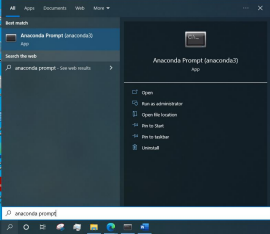 All Apps Documents Web More
Best match
Anaconda Prompt (anaconda3)
App
Search the web
anaconda prompt - See web results
Anaconda Prompt (anaconda3)
App
Open
Run as administrator
Open file location
Pin to Start
Pin to taskbar
Uninstall
anaconda prompt